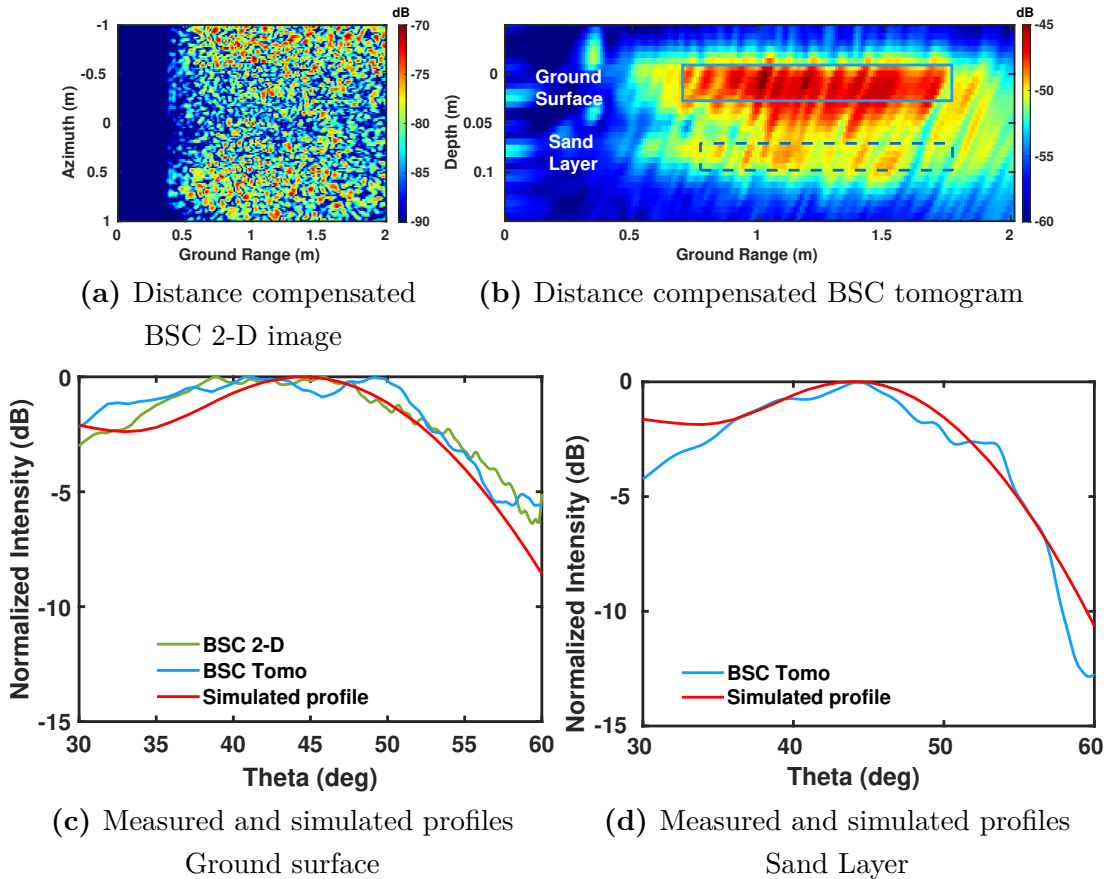 dB
-1
-0.5
0
0.5
1
Azimuth (m)
0 0.5 1 1.5 2
Ground Range (m)
-70
-75
-80
-85
-90
dB
0
0.05
0.1
Depth (m)
Ground
Surface
Sand
Layer
0 0.5 1 1.5 2
Ground Range (m)
-45
-50
-55
-60
(a) Distance compensated
BSC 2-D image
(b) Distance compensated BSC tomogram
0
-5
-10
-15
Normalized Intensity (dB)
BSC 2-D
BSC Tomo
Simulated profile
30 35 40 45 50 55 60
Theta (deg)
0
-5
-10
-15
Normalized Intensity (dB)
BSC Tomo
Simulated profile
30 40 50 60
Theta (deg)
(c) Measured and simulated profiles
Ground surface
(d) Measured and simulated profiles
Sand Layer